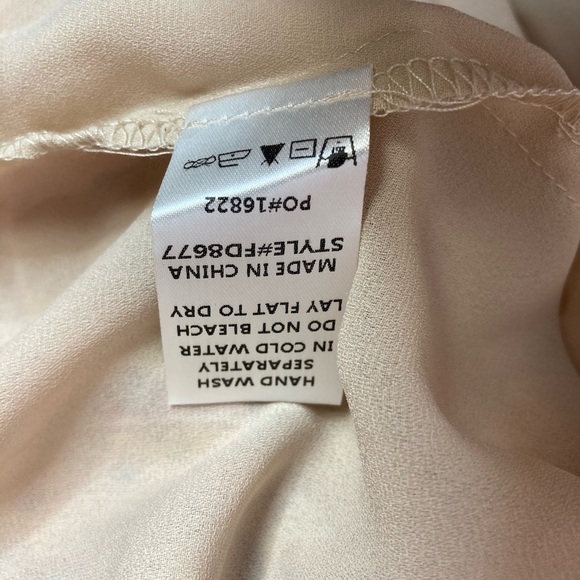 HAND WASH
SEPARATELY
IN COLD WATER
DO NOT BLEACH
LAY FLAT TO DRY
MADE IN CHINA
STYLE#FD8677
PO#16822